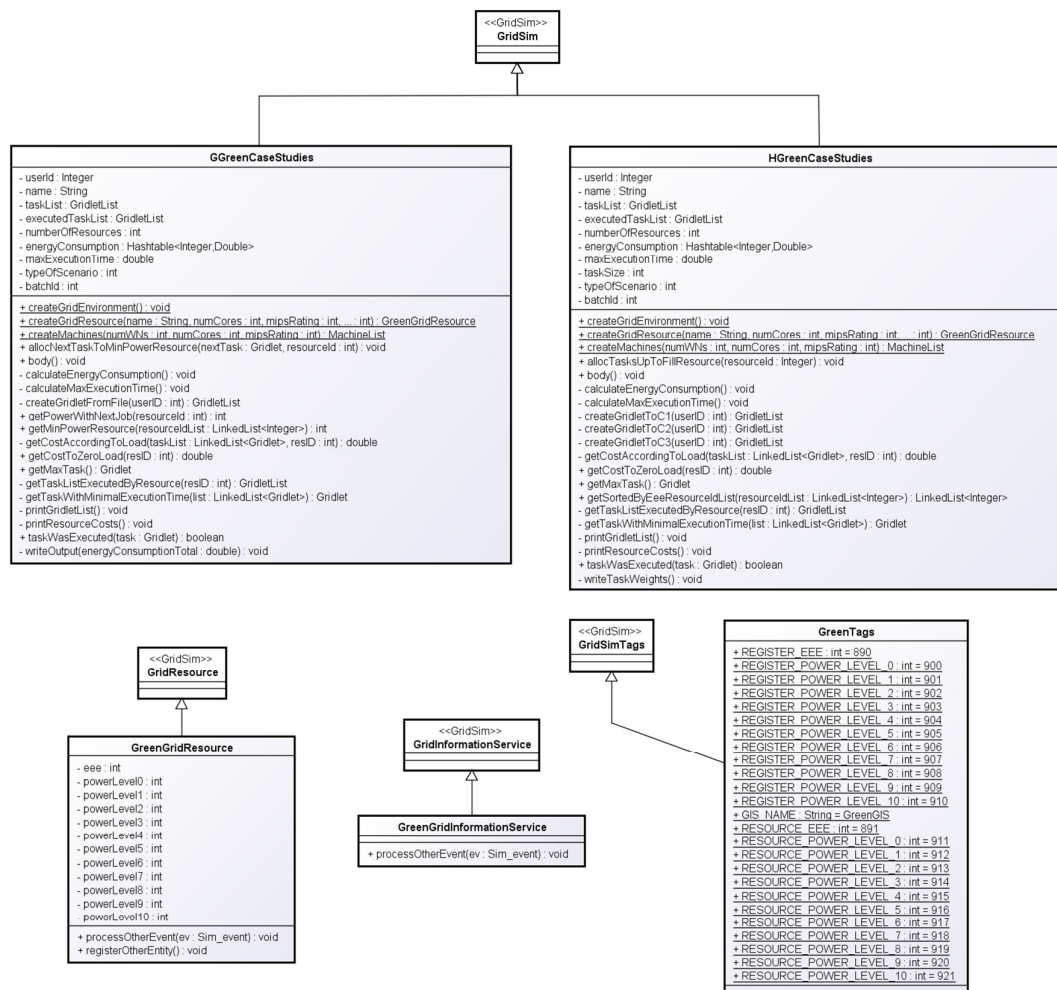 <<GridSim>>
GridSim
GGreenCaseStudies
- userId : Integer
- name : String
- taskList : GridletList
- executedTaskList : GridletList
- numberOfResources : int
- energyConsumption : Hashtable<Integer,Double>
- maxExecutionTime : double
- typeOfScenario : int
- batchId : int
+ createGridEnvironment() : void
+ createGridResource(name : String, numCores : int, mipsRating : int, ... : int) : GreenGridResource
+ createMachines(numWNs : int, numCores : int, mipsRating : int) : MachineList
+ allocNextTaskToMinPowerResource(nextTask : Gridlet, resourceId : int) : void
+ body() : void
- calculateEnergyConsumption() : void
- calculateMaxExecutionTime() : void
- createGridletFromFile(userID : int) : GridletList
+ getPowerWithNextJob(resourceId : int) : int
+ getMinPowerResource(resourceIdList : LinkedList<Integer>) : int
- getCostAccordingToLoad(taskList : LinkedList<Gridlet>, resID : int) : double
+ getCostToZeroLoad(resID : int) : double
+ getMaxTask() : Gridlet
- getTaskListExecutedByResource(resID : int) : GridletList
- getTaskWithMinimalExecutionTime(list : LinkedList<Gridlet>) : Gridlet
- printGridletList() : void
- printResourceCosts() : void
+ taskWasExecuted(task : Gridlet) : boolean
- writeOutput(energyConsumptionTotal : double) : void
HGreenCaseStudies
- userId : Integer
- name : String
- taskList : GridletList
- executedTaskList : GridletList
- numberOfResources : int
- energyConsumption : Hashtable<Integer,Double>
- maxExecutionTime : double
- taskSize : int
- typeOfScenario : int
- batchId : int
+ createGridEnvironment() : void
+ createGridResource(name : String, numCores : int, mipsRating : int, ... : int) : GreenGridResource
+ createMachines(numWNs : int, numCores : int, mipsRating : int) : MachineList
+ allocTasksUpToFillResource(resourceId : Integer) : void
+ body() : void
- calculateEnergyConsumption() : void
- calculateMaxExecutionTime() : void
- createGridletToC1(userID : int) : GridletList
- createGridletToC2(userID : int) : GridletList
- createGridletToC3(userID : int) : GridletList
- getCostAccordingToLoad(taskList : LinkedList<Gridlet>, resID : int) : double
+ getCostToZeroLoad(resID : int) : double
+ getMaxTask() : Gridlet
+ getSortedByEeeResourceIdList(resourceIdList : LinkedList<Integer>) : LinkedList<Integer>
- getTaskListExecutedByResource(resID : int) : GridletList
- getTaskWithMinimalExecutionTime(list : LinkedList<Gridlet>) : Gridlet
- printGridletList() : void
- printResourceCosts() : void
+ taskWasExecuted(task : Gridlet) : boolean
- writeTaskWeights() : void
<<GridSim>>
GridResource
GreenGridResource
- eee : int
- powerLevel0 : int
- powerLevel1 : int
- powerLevel2 : int
- powerLevel3 : int
- powerLevel4 : int
- powerLevel5 : int
- powerLevel6 : int
- powerLevel7 : int
- powerLevel8 : int
- powerLevel9 : int
- powerLevel10 : int
+ processOtherEvent(ev : Sim_event) : void
+ registerOtherEntity() : void
<<GridSim>>
GridInformationService
GreenGridInformationService
+ processOtherEvent(ev : Sim_event) : void
<<GridSim>>
GridSimTags
GreenTags
+ REGISTER_EEE : int = 890
+ REGISTER_POWER_LEVEL_0 : int = 900
+ REGISTER_POWER_LEVEL_1 : int = 901
+ REGISTER_POWER_LEVEL_2 : int = 902
+ REGISTER_POWER_LEVEL_3 : int = 903
+ REGISTER_POWER_LEVEL_4 : int = 904
+ REGISTER_POWER_LEVEL_5 : int = 905
+ REGISTER_POWER_LEVEL_6 : int = 906
+ REGISTER_POWER_LEVEL_7 : int = 907
+ REGISTER_POWER_LEVEL_8 : int = 908
+ REGISTER_POWER_LEVEL_9 : int = 909
+ REGISTER_POWER_LEVEL_10 : int = 910
+ GIS_NAME : String = GreenGIS
+ RESOURCE_EEE : int = 891
+ RESOURCE_POWER_LEVEL_0 : int = 911
+ RESOURCE_POWER_LEVEL_1 : int = 912
+ RESOURCE_POWER_LEVEL_2 : int = 913
+ RESOURCE_POWER_LEVEL_3 : int = 914
+ RESOURCE_POWER_LEVEL_4 : int = 915
+ RESOURCE_POWER_LEVEL_5 : int = 916
+ RESOURCE_POWER_LEVEL_6 : int = 917
+ RESOURCE_POWER_LEVEL_7 : int = 918
+ RESOURCE_POWER_LEVEL_8 : int = 919
+ RESOURCE_POWER_LEVEL_9 : int = 920
+ RESOURCE_POWER_LEVEL_10 : int = 921